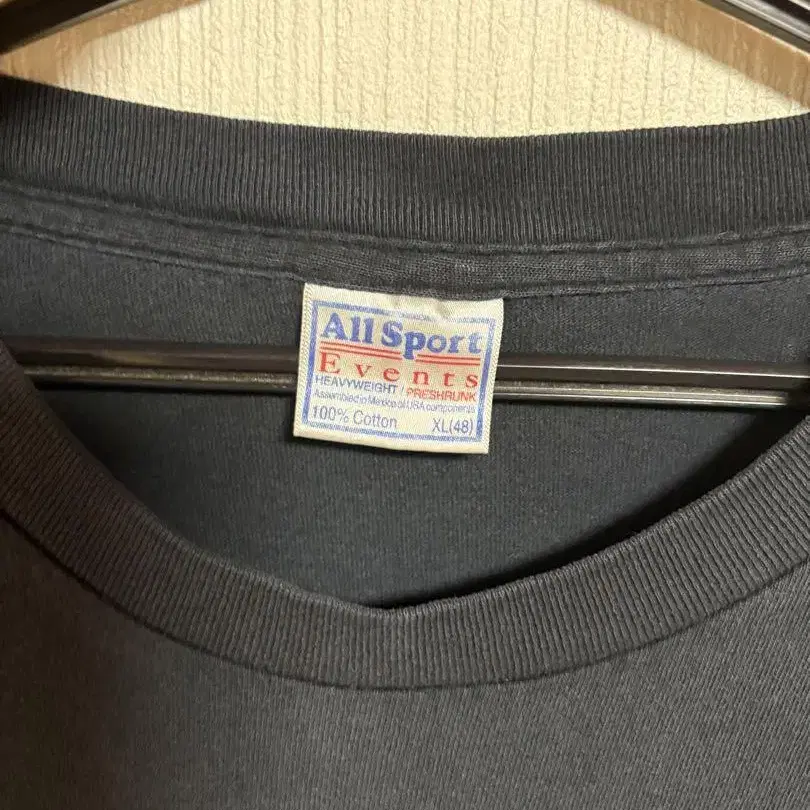 All Sport
Events
HEAVYWEIGHT / PRESHRUNK
Assembled in Mexico of USA components
100% Cotton XL(48)